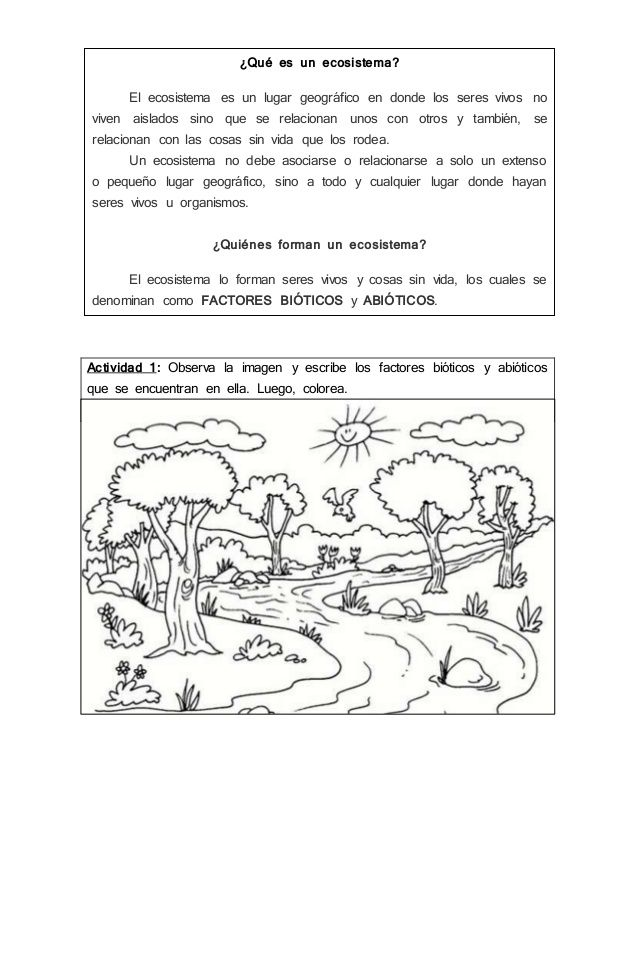 ¿Qué es un ecosistema?
El ecosistema es un lugar geográfico en donde los seres vivos no
viven aislados sino que se relacionan unos con otros y también, se
relacionan con las cosas sin vida que los rodea.
Un ecosistema no debe asociarse o relacionarse a solo un extenso
o pequeño lugar geográfico, sino a todo y cualquier lugar donde hayan
seres vivos u organismos.
¿Quiénes forman un ecosistema?
El ecosistema lo forman seres vivos y cosas sin vida, los cuales se
denominan como FACTORES BIÓTICOS y ABIÓTICOS.
Actividad 1: Observa la imagen y escribe los factores bióticos y abióticos
que se encuentran en ella. Luego, colorea.